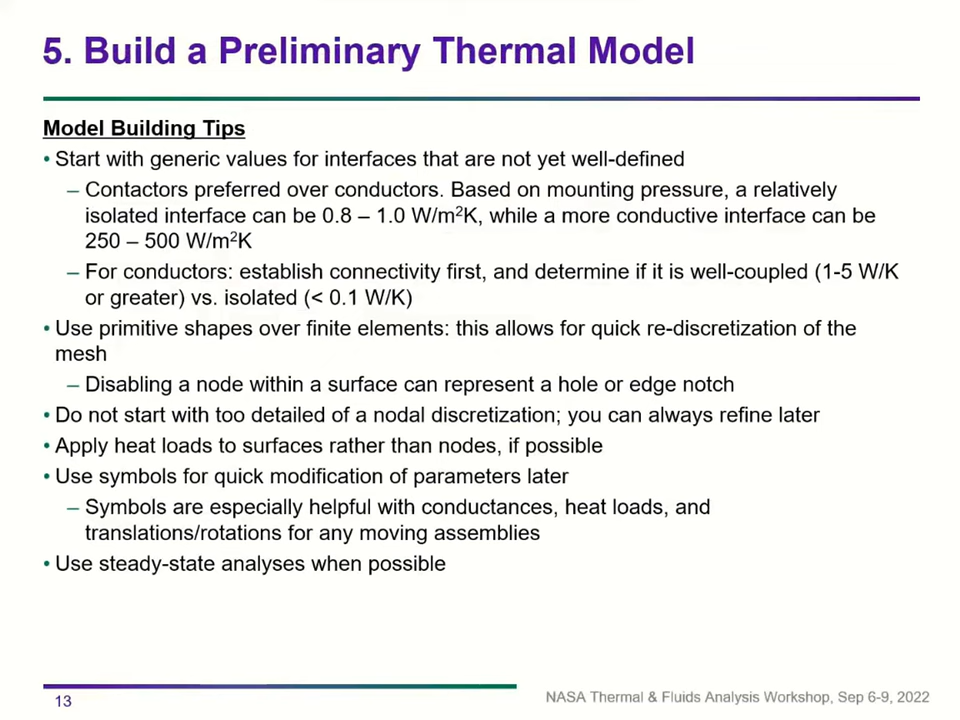 5. Build a Preliminary Thermal Model
Model Building Tips
• Start with generic values for interfaces that are not yet well-defined
– Contactors preferred over conductors. Based on mounting pressure, a relatively
isolated interface can be 0.8 – 1.0 W/m²K, while a more conductive interface can be
250 – 500 W/m²K
– For conductors: establish connectivity first, and determine if it is well-coupled (1-5 W/K
or greater) vs. isolated (< 0.1 W/K)
• Use primitive shapes over finite elements: this allows for quick re-discretization of the
mesh
– Disabling a node within a surface can represent a hole or edge notch
• Do not start with too detailed of a nodal discretization; you can always refine later
• Apply heat loads to surfaces rather than nodes, if possible
• Use symbols for quick modification of parameters later
– Symbols are especially helpful with conductances, heat loads, and
translations/rotations for any moving assemblies
• Use steady-state analyses when possible
13
NASA Thermal & Fluids Analysis Workshop, Sep 6-9, 2022